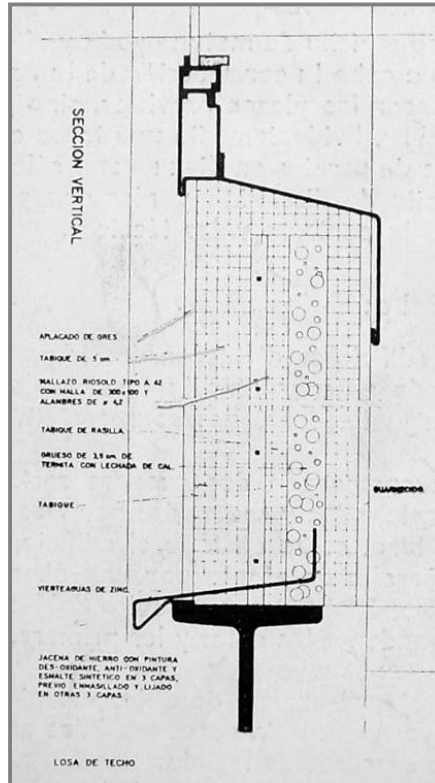 SECCION VERTICAL
APLACADO DE GRES
TABIQUE DE 5 cm.
MALLAZO RIOSOLD TIPO A 42
CON MALLA DE 300x100 Y
ALAMBRES DE ø 4,2
TABIQUE DE RASILLA
GRUESO DE 3,5 cm. DE
TERMITA CON LECHADA DE CAL.
TABIQUE
GUARNECIDO
VIERTEAGUAS DE ZINC.
JACENA DE HIERRO CON PINTURA
DES-OXIDANTE, ANTI-OXIDANTE Y
ESMALTE SINTETICO EN 3 CAPAS,
PREVIO ENMASILLADO Y LIJADO
EN OTRAS 3 CAPAS.
LOSA DE TECHO